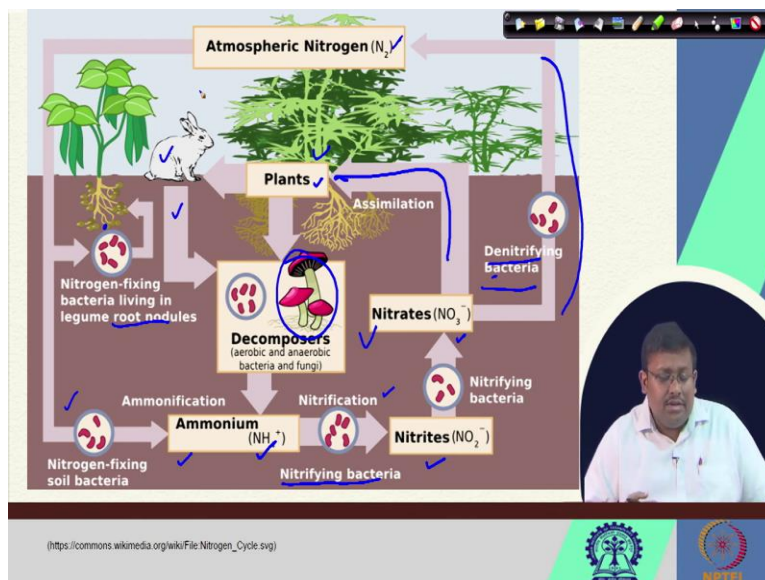 Atmospheric Nitrogen (N₂)
Plants
Assimilation
Nitrogen-fixing
bacteria living in
legume root nodules
Decomposers
(aerobic and anaerobic
bacteria and fungi)
Denitrifying
bacteria
Nitrates (NO₃⁻)
Nitrifying
bacteria
Ammonification
Nitrification
Ammonium
(NH₄⁺)
Nitrites (NO₂⁻)
Nitrogen-fixing
soil bacteria
Nitrifying bacteria
(https://commons.wikimedia.org/wiki/File:Nitrogen_Cycle.svg)
NPTEL